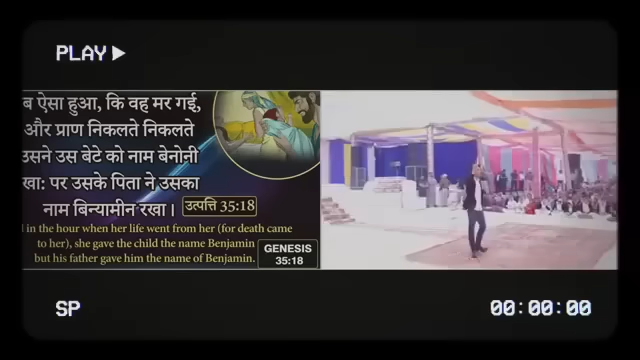 PLAY
ऐसा हुआ, कि वह मर गई,
और प्राण निकलते निकलते
उसने उस बेटे को नाम बेनोनी
पर उसके पिता ने उसका
नाम बिन्यामीन रखा।
उत्पत्ति 35:18
in the hour when her life went from her (for death came
to her), she gave the child the name Benjamin
but his father gave him the name of Benjamin.
GENESIS
35:18
SP
00:00:00